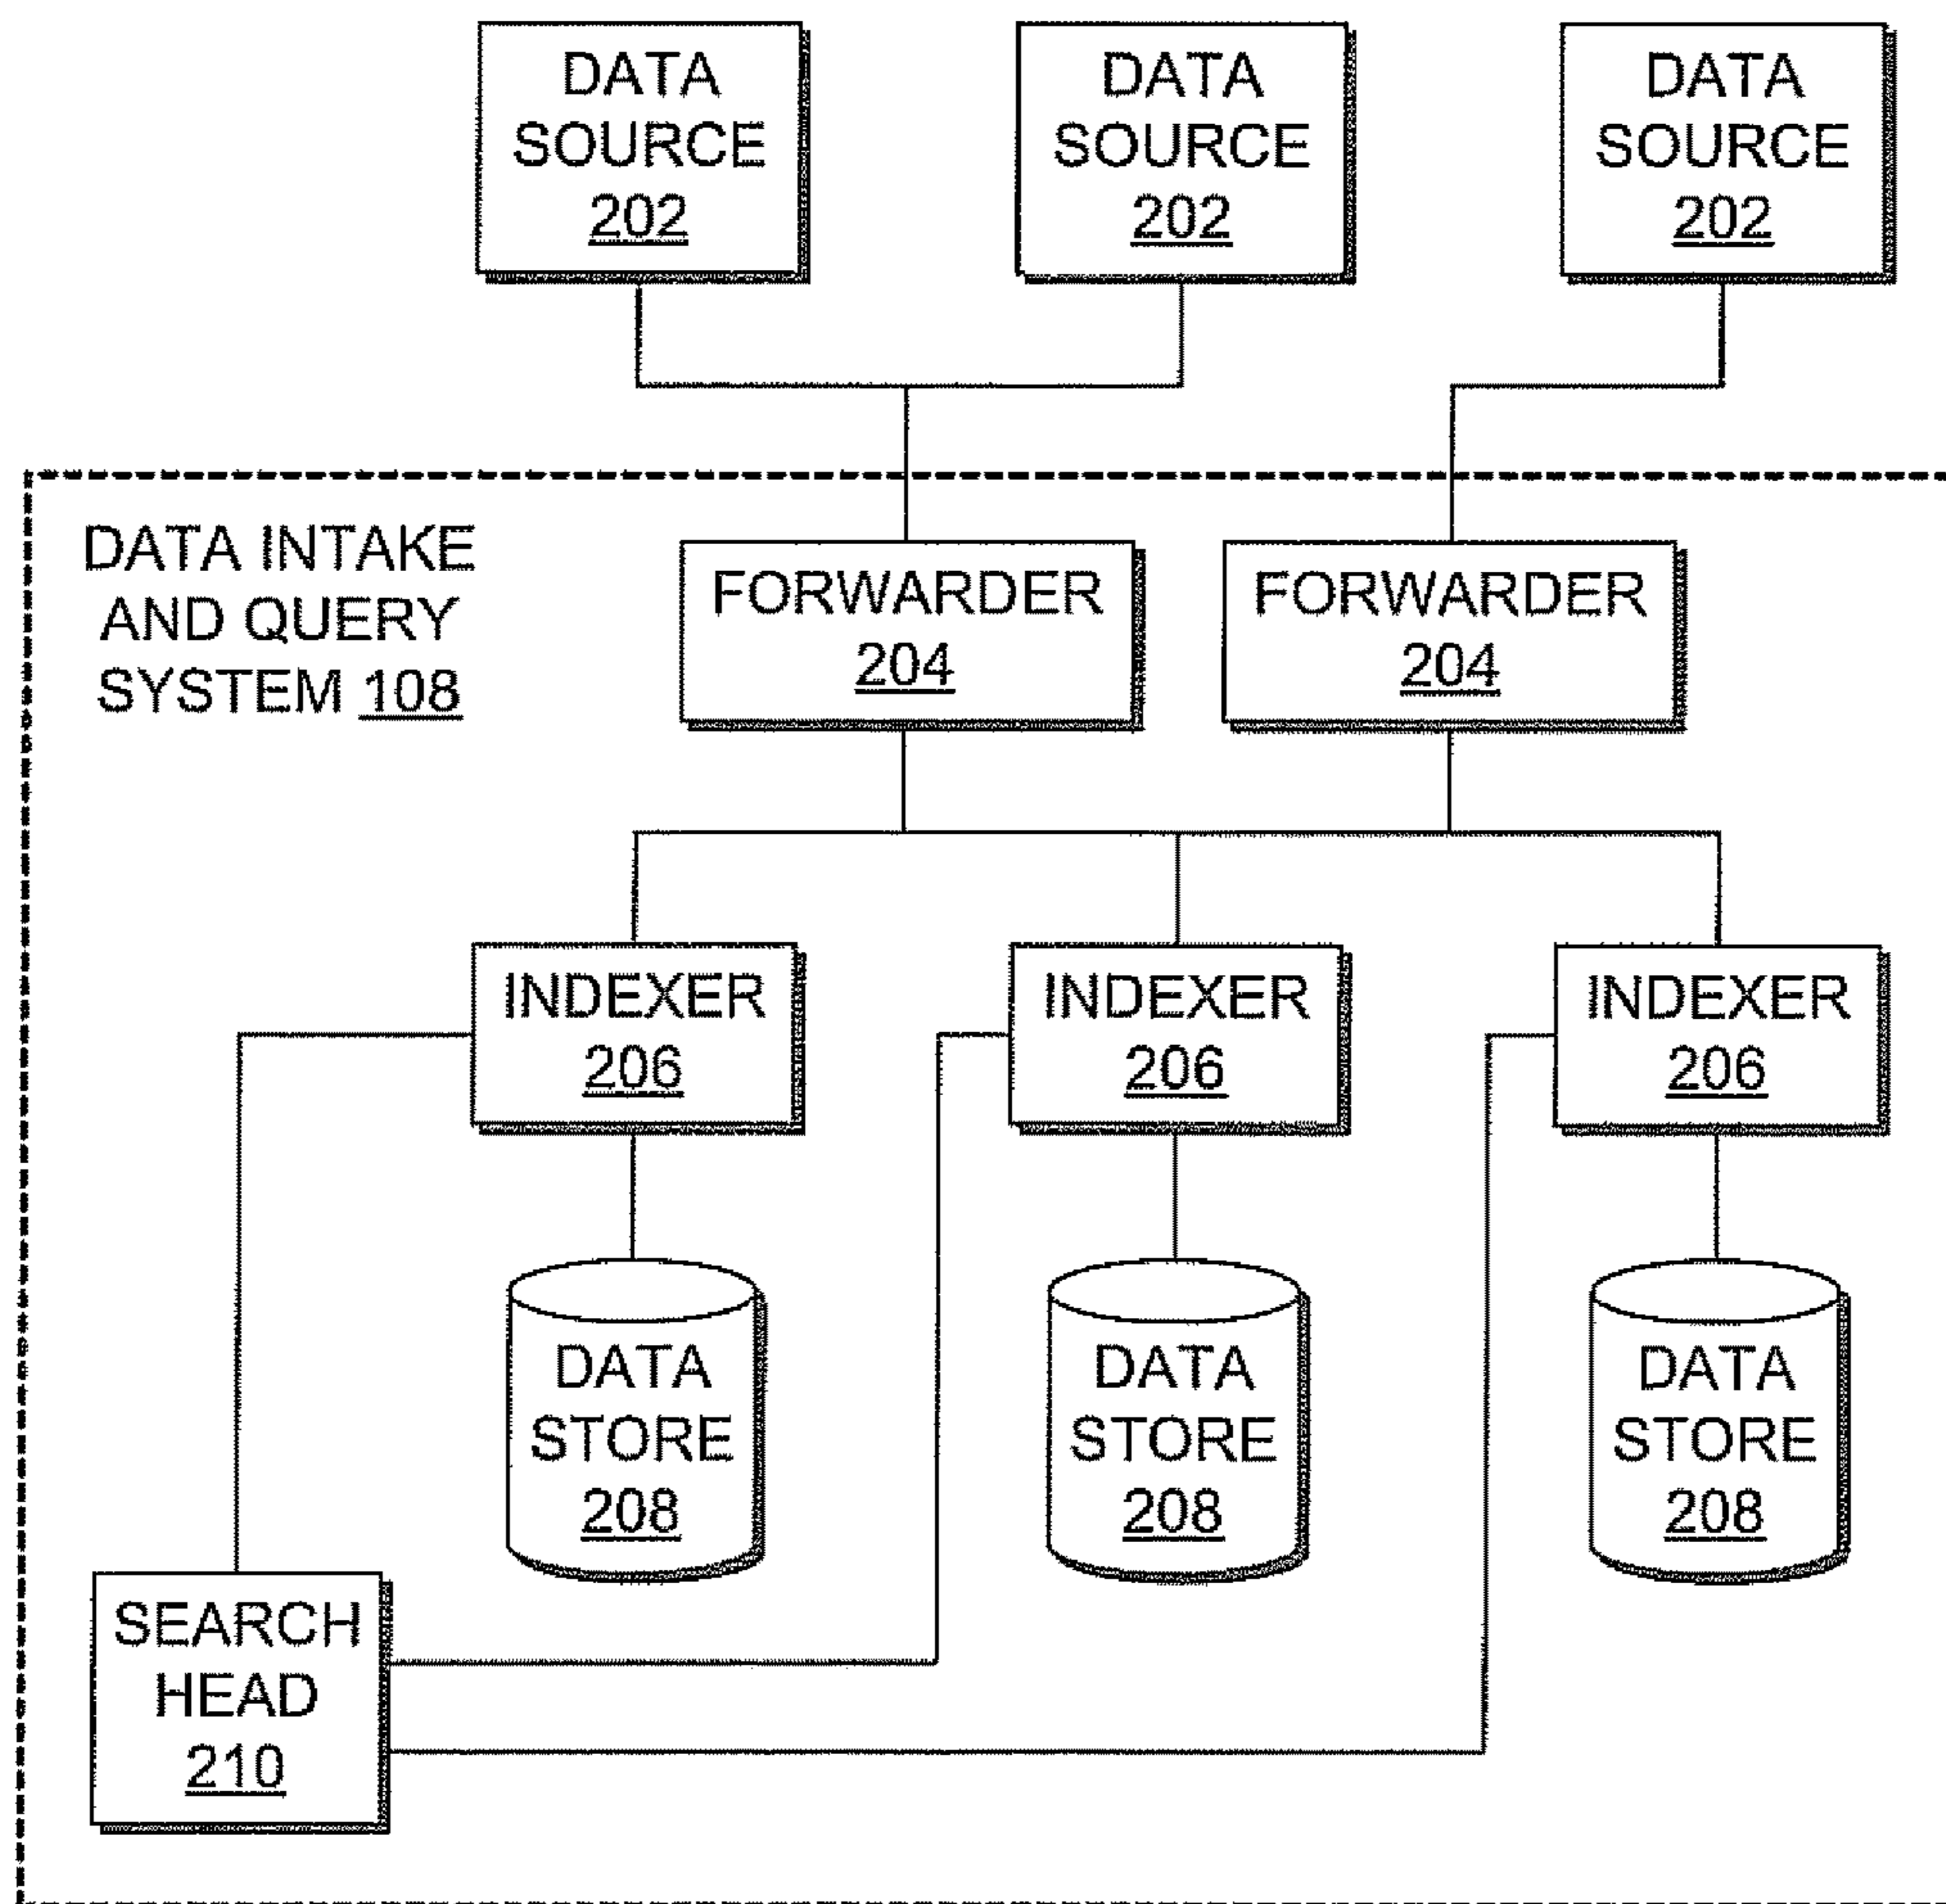 DATA
SOURCE
202
DATA
SOURCE
202
DATA
SOURCE
202
DATA INTAKE
AND QUERY
SYSTEM 108
FORWARDER
204
FORWARDER
204
INDEXER
206
INDEXER
206
INDEXER
206
DATA
STORE
208
DATA
STORE
208
DATA
STORE
208
SEARCH
HEAD
210